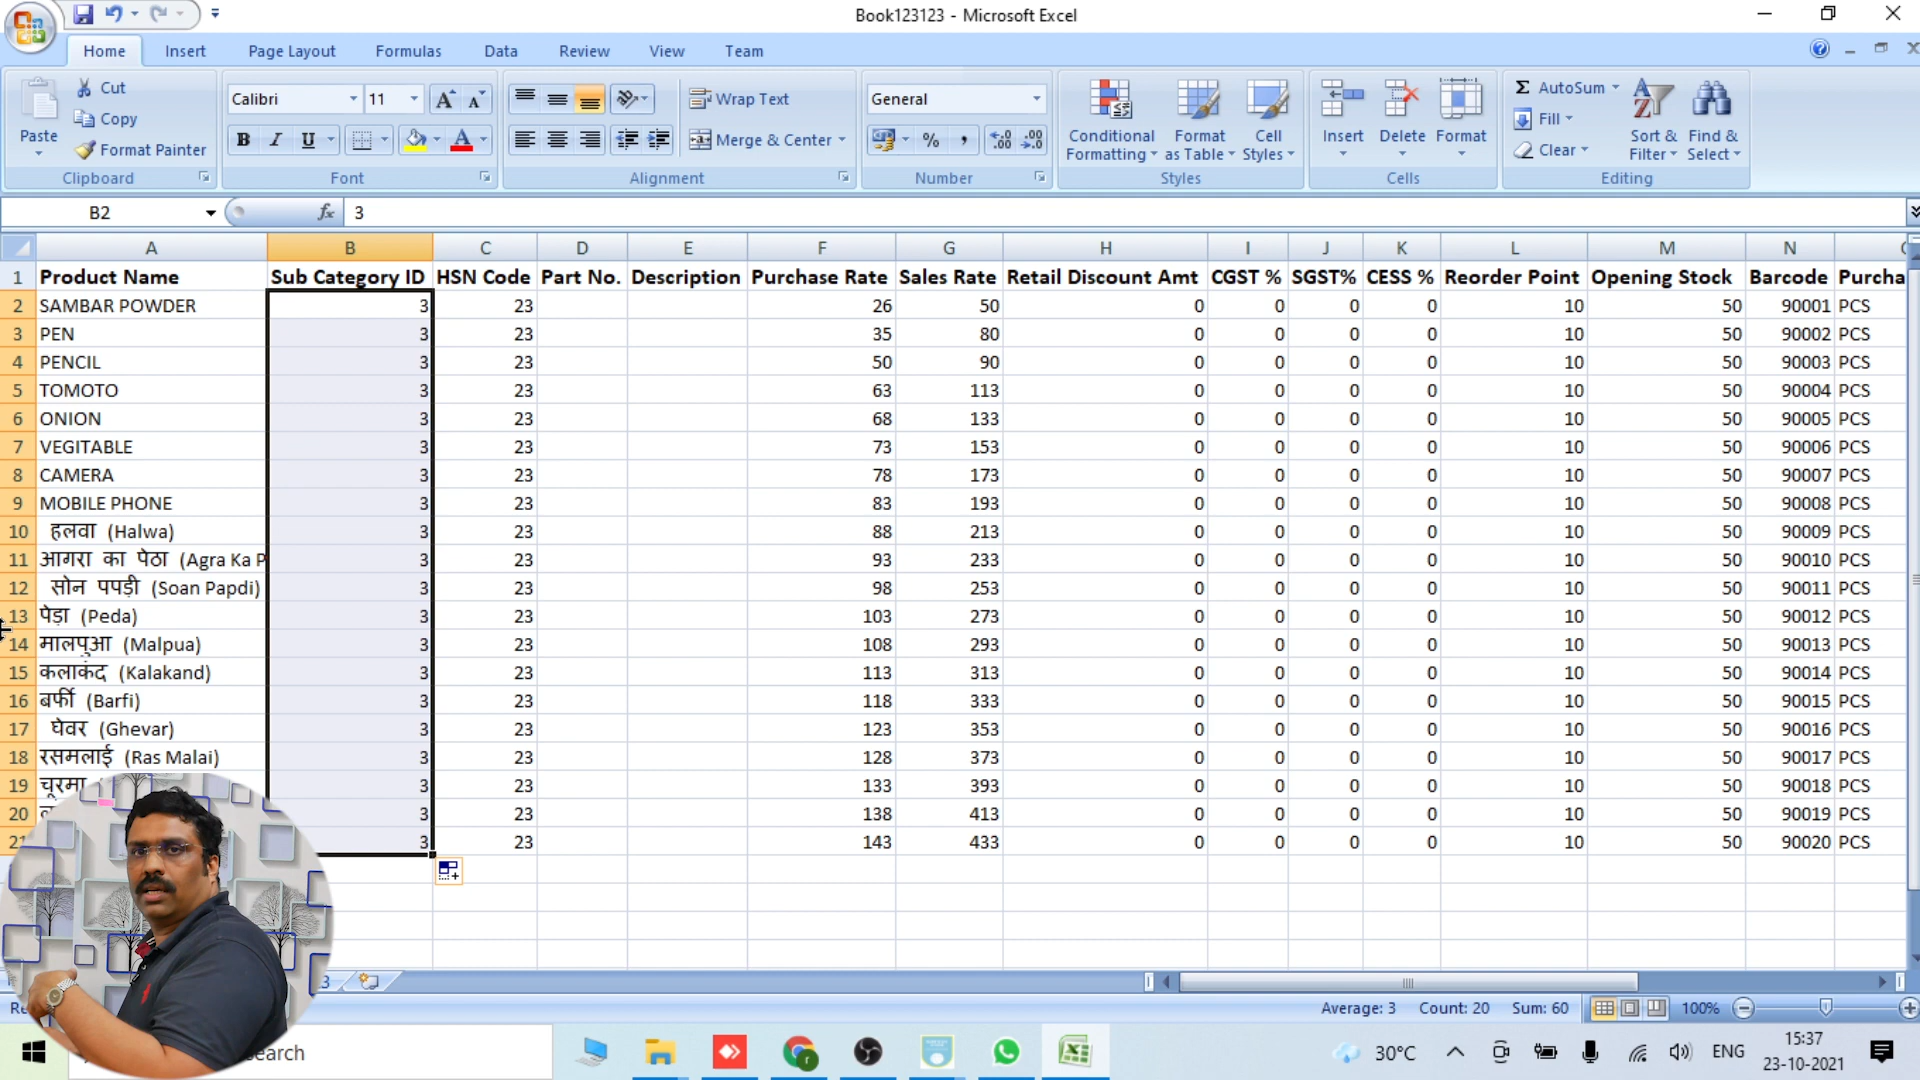 Book123123 - Microsoft Excel
Home Insert Page Layout Formulas Data Review View Team
Paste
Cut
Copy
Format Painter
Clipboard
Calibri 11
B I U
Font
Wrap Text
Merge & Center
Alignment
General
% ,
Number
Conditional Formatting
Format as Table
Cell Styles
Styles
Insert Delete Format
Cells
Σ AutoSum
Fill
Clear
Sort & Filter
Find & Select
Editing
B2 fx 3
A B C D E F G H I J K L M N
1 Product Name Sub Category ID HSN Code Part No. Description Purchase Rate Sales Rate Retail Discount Amt CGST % SGST% CESS % Reorder Point Opening Stock Barcode Purcha
2 SAMBAR POWDER 3 23 26 50 0 0 0 0 10 50 90001 PCS
3 PEN 3 23 35 80 0 0 0 0 10 50 90002 PCS
4 PENCIL 3 23 50 90 0 0 0 0 10 50 90003 PCS
5 TOMOTO 3 23 63 113 0 0 0 0 10 50 90004 PCS
6 ONION 3 23 68 133 0 0 0 0 10 50 90005 PCS
7 VEGITABLE 3 23 73 153 0 0 0 0 10 50 90006 PCS
8 CAMERA 3 23 78 173 0 0 0 0 10 50 90007 PCS
9 MOBILE PHONE 3 23 83 193 0 0 0 0 10 50 90008 PCS
10 हलवा (Halwa) 3 23 88 213 0 0 0 0 10 50 90009 PCS
11 आगरा का पेठा (Agra Ka P 3 23 93 233 0 0 0 0 10 50 90010 PCS
12 सोन पपड़ी (Soan Papdi) 3 23 98 253 0 0 0 0 10 50 90011 PCS
13 पेड़ा (Peda) 3 23 103 273 0 0 0 0 10 50 90012 PCS
14 मालपुआ (Malpua) 3 23 108 293 0 0 0 0 10 50 90013 PCS
15 कलाकंद (Kalakand) 3 23 113 313 0 0 0 0 10 50 90014 PCS
16 बर्फी (Barfi) 3 23 118 333 0 0 0 0 10 50 90015 PCS
17 घेवर (Ghevar) 3 23 123 353 0 0 0 0 10 50 90016 PCS
18 रसमलाई (Ras Malai) 3 23 128 373 0 0 0 0 10 50 90017 PCS
19 चूरमा 3 23 133 393 0 0 0 0 10 50 90018 PCS
20 3 23 138 413 0 0 0 0 10 50 90019 PCS
21 3 23 143 433 0 0 0 0 10 50 90020 PCS
Average: 3 Count: 20 Sum: 60 100%
30°C ENG 15:37
23-10-2021